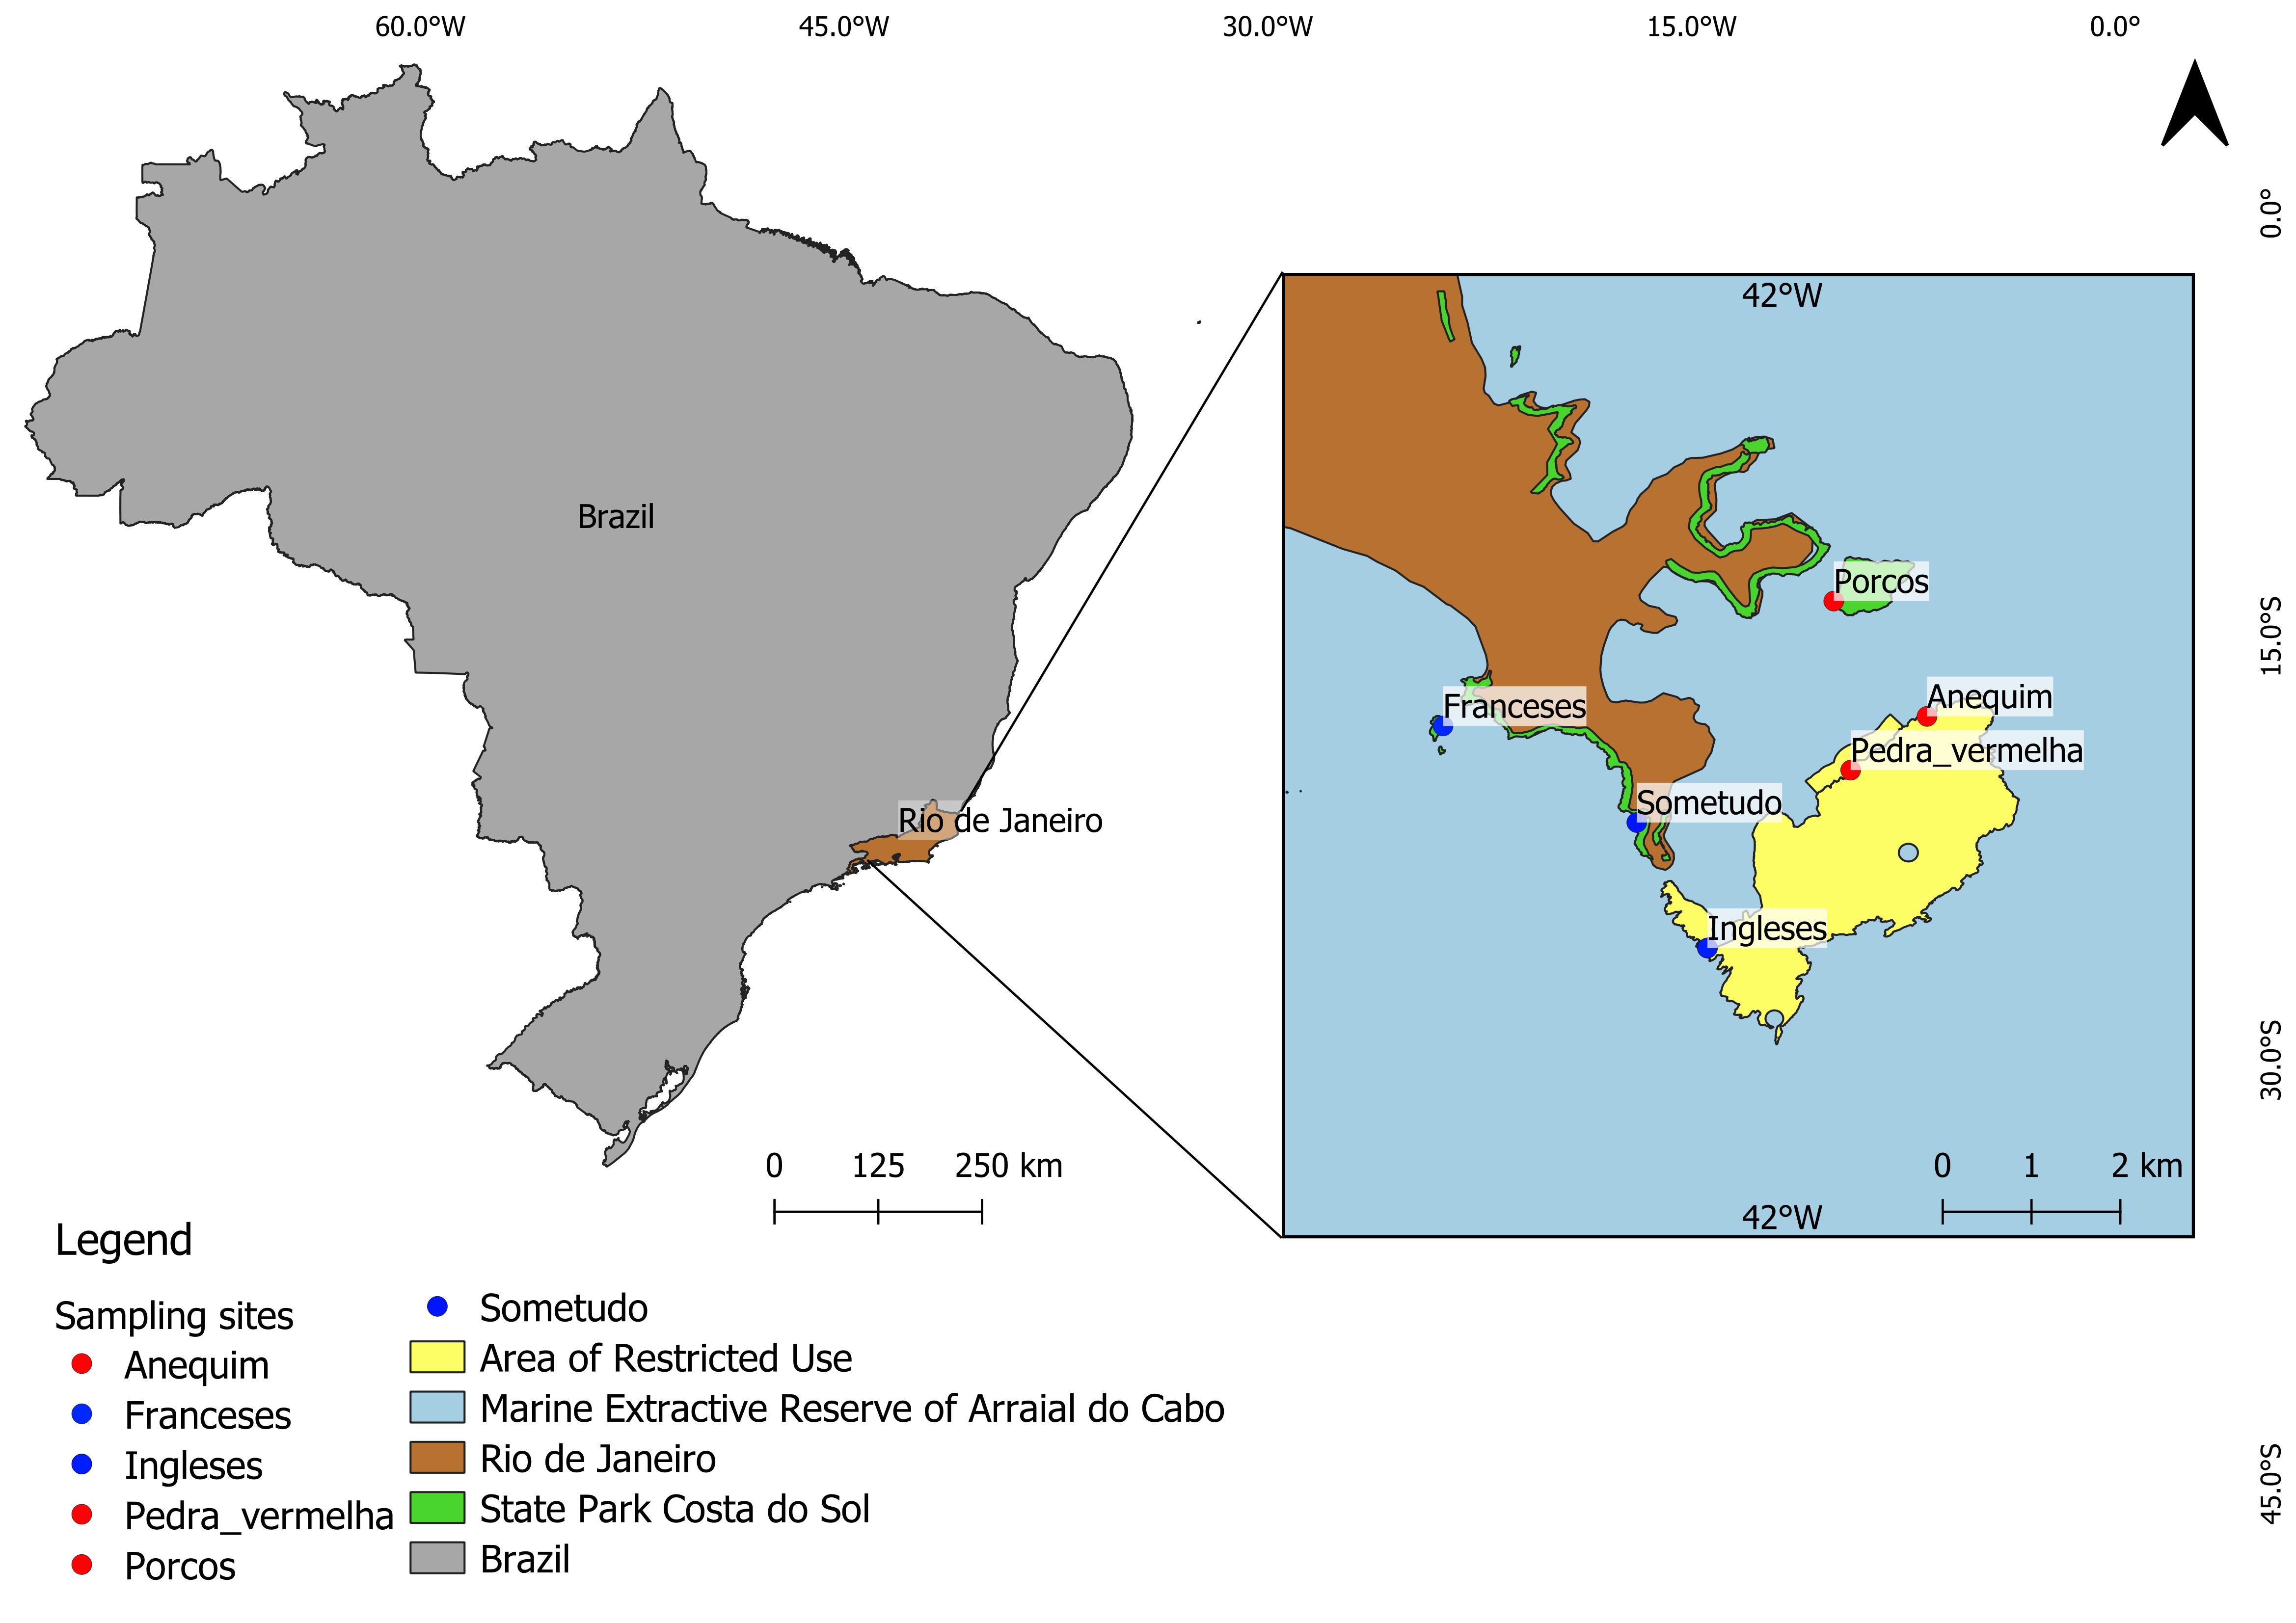 60.0°W 45.0°W 30.0°W 15.0°W 0.0°
0.0°
15.0°S
30.0°S
45.0°S
Brazil
Rio de Janeiro
42°W
Porcos
Anequim
Franceses
Pedra_vermelha
Sometudo
Ingleses
0 1 2 km
42°W
0 125 250 km
Legend
Sampling sites
Anequim
Franceses
Ingleses
Pedra_vermelha
Porcos
Sometudo
Area of Restricted Use
Marine Extractive Reserve of Arraial do Cabo
Rio de Janeiro
State Park Costa do Sol
Brazil